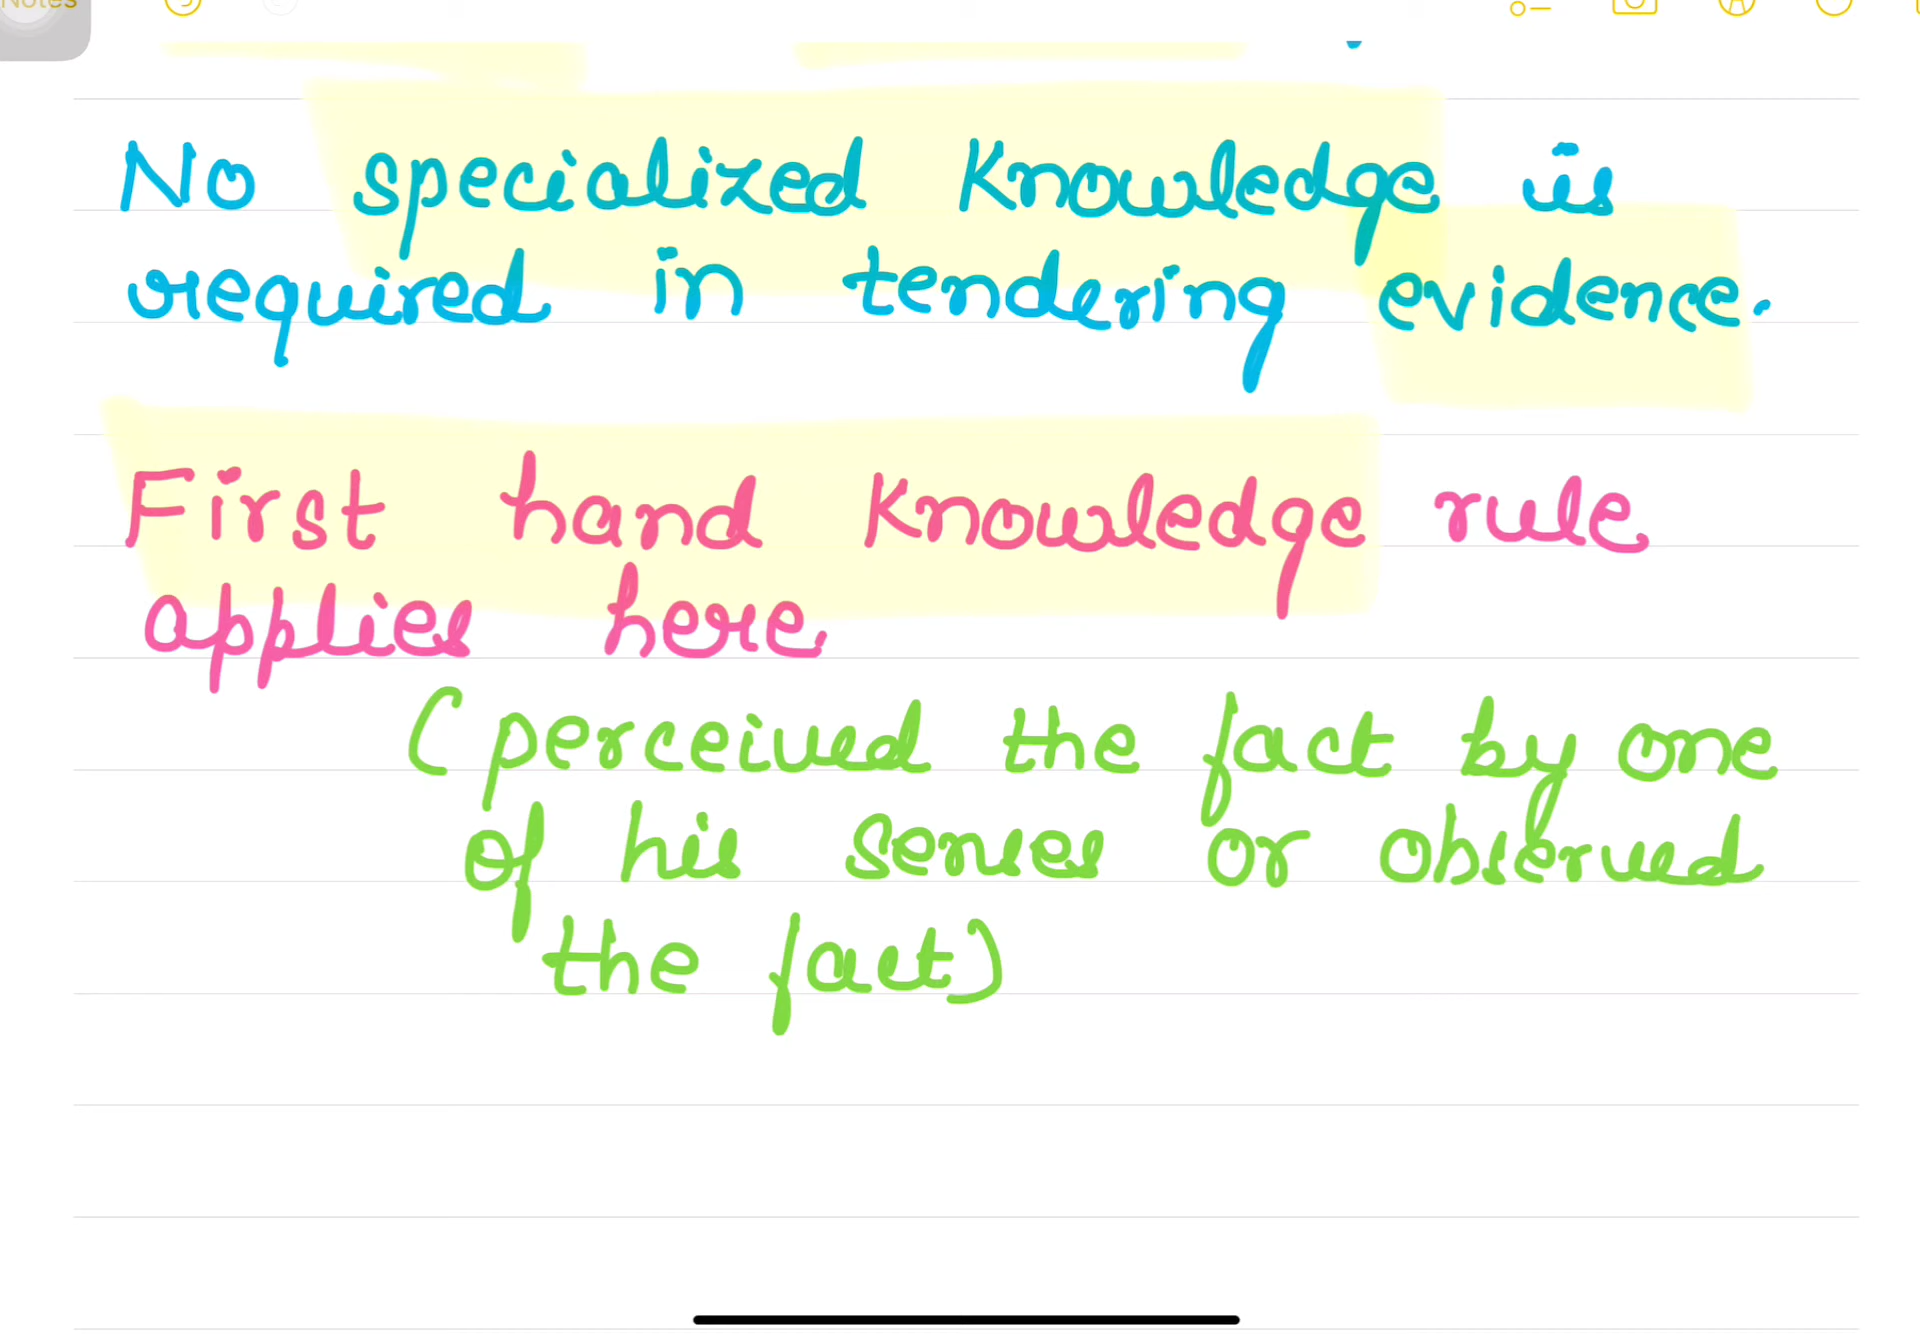 Notes
No specialized knowledge is
required in tendering evidence.
First hand knowledge rule
applies here.
(perceived the fact by one
of his senses or observed
the fact)